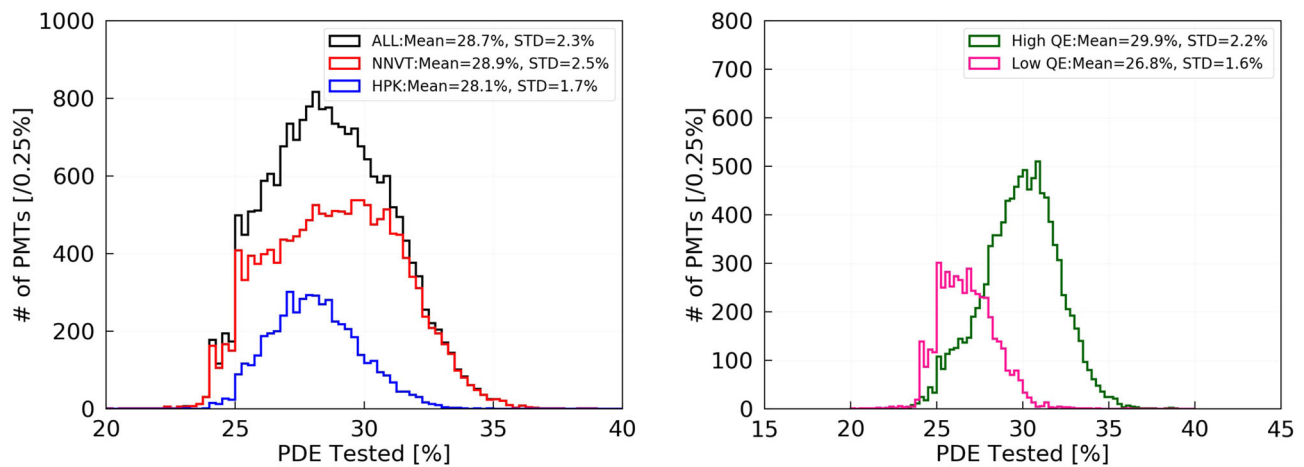 1000
800
600
400
200
0
# of PMTs [/0.25%]
ALL:Mean=28.7%, STD=2.3%
NNVT:Mean=28.9%, STD=2.5%
HPK:Mean=28.1%, STD=1.7%
20 25 30 35 40
PDE Tested [%]
800
700
600
500
400
300
200
100
0
# of PMTs [/0.25%]
High QE:Mean=29.9%, STD=2.2%
Low QE:Mean=26.8%, STD=1.6%
15 20 25 30 35 40 45
PDE Tested [%]